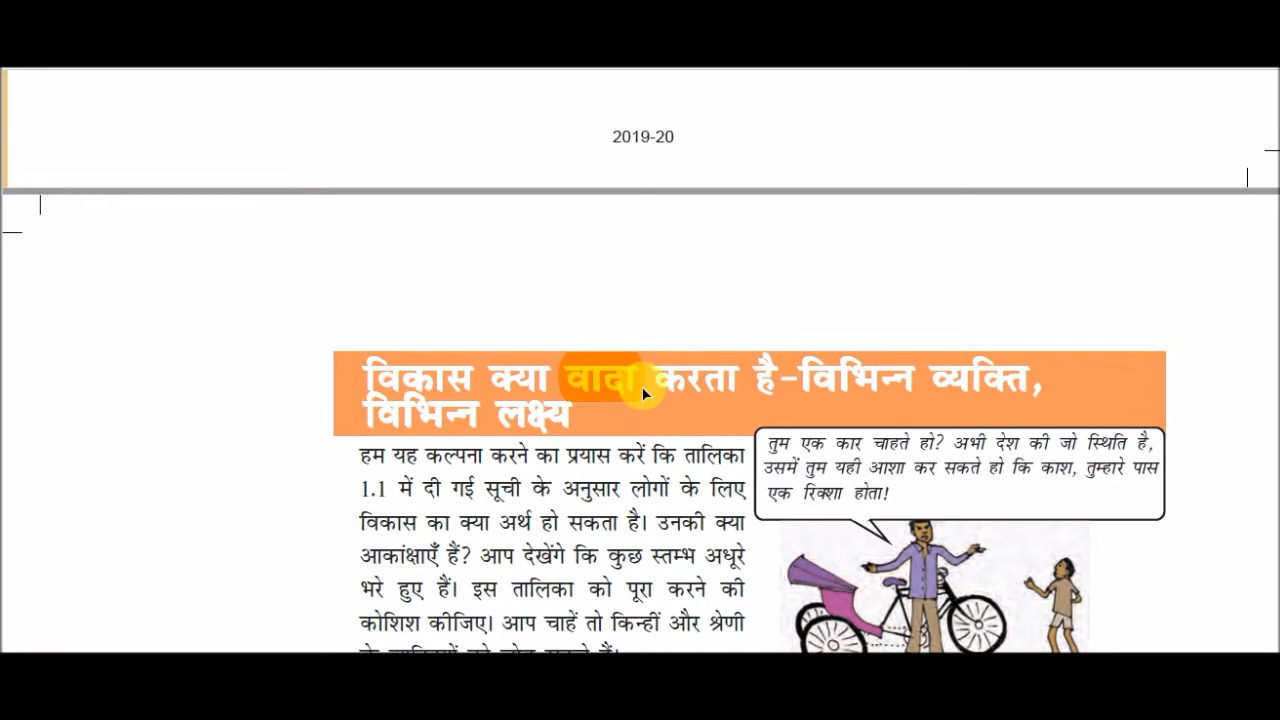 2019-20
विकास क्या वादा करता है-विभिन्न व्यक्ति,
विभिन्न लक्ष्य
हम यह कल्पना करने का प्रयास करें कि तालिका
1.1 में दी गई सूची के अनुसार लोगों के लिए
विकास का क्या अर्थ हो सकता है। उनकी क्या
आकांक्षाएँ हैं? आप देखेंगे कि कुछ स्तम्भ अधूरे
भरे हुए हैं। इस तालिका को पूरा करने की
कोशिश कीजिए। आप चाहें तो किन्हीं और श्रेणी
तुम एक कार चाहते हो? अभी देश की जो स्थिति है,
उसमें तुम यही आशा कर सकते हो कि काश, तुम्हारे पास
एक रिक्शा होता!